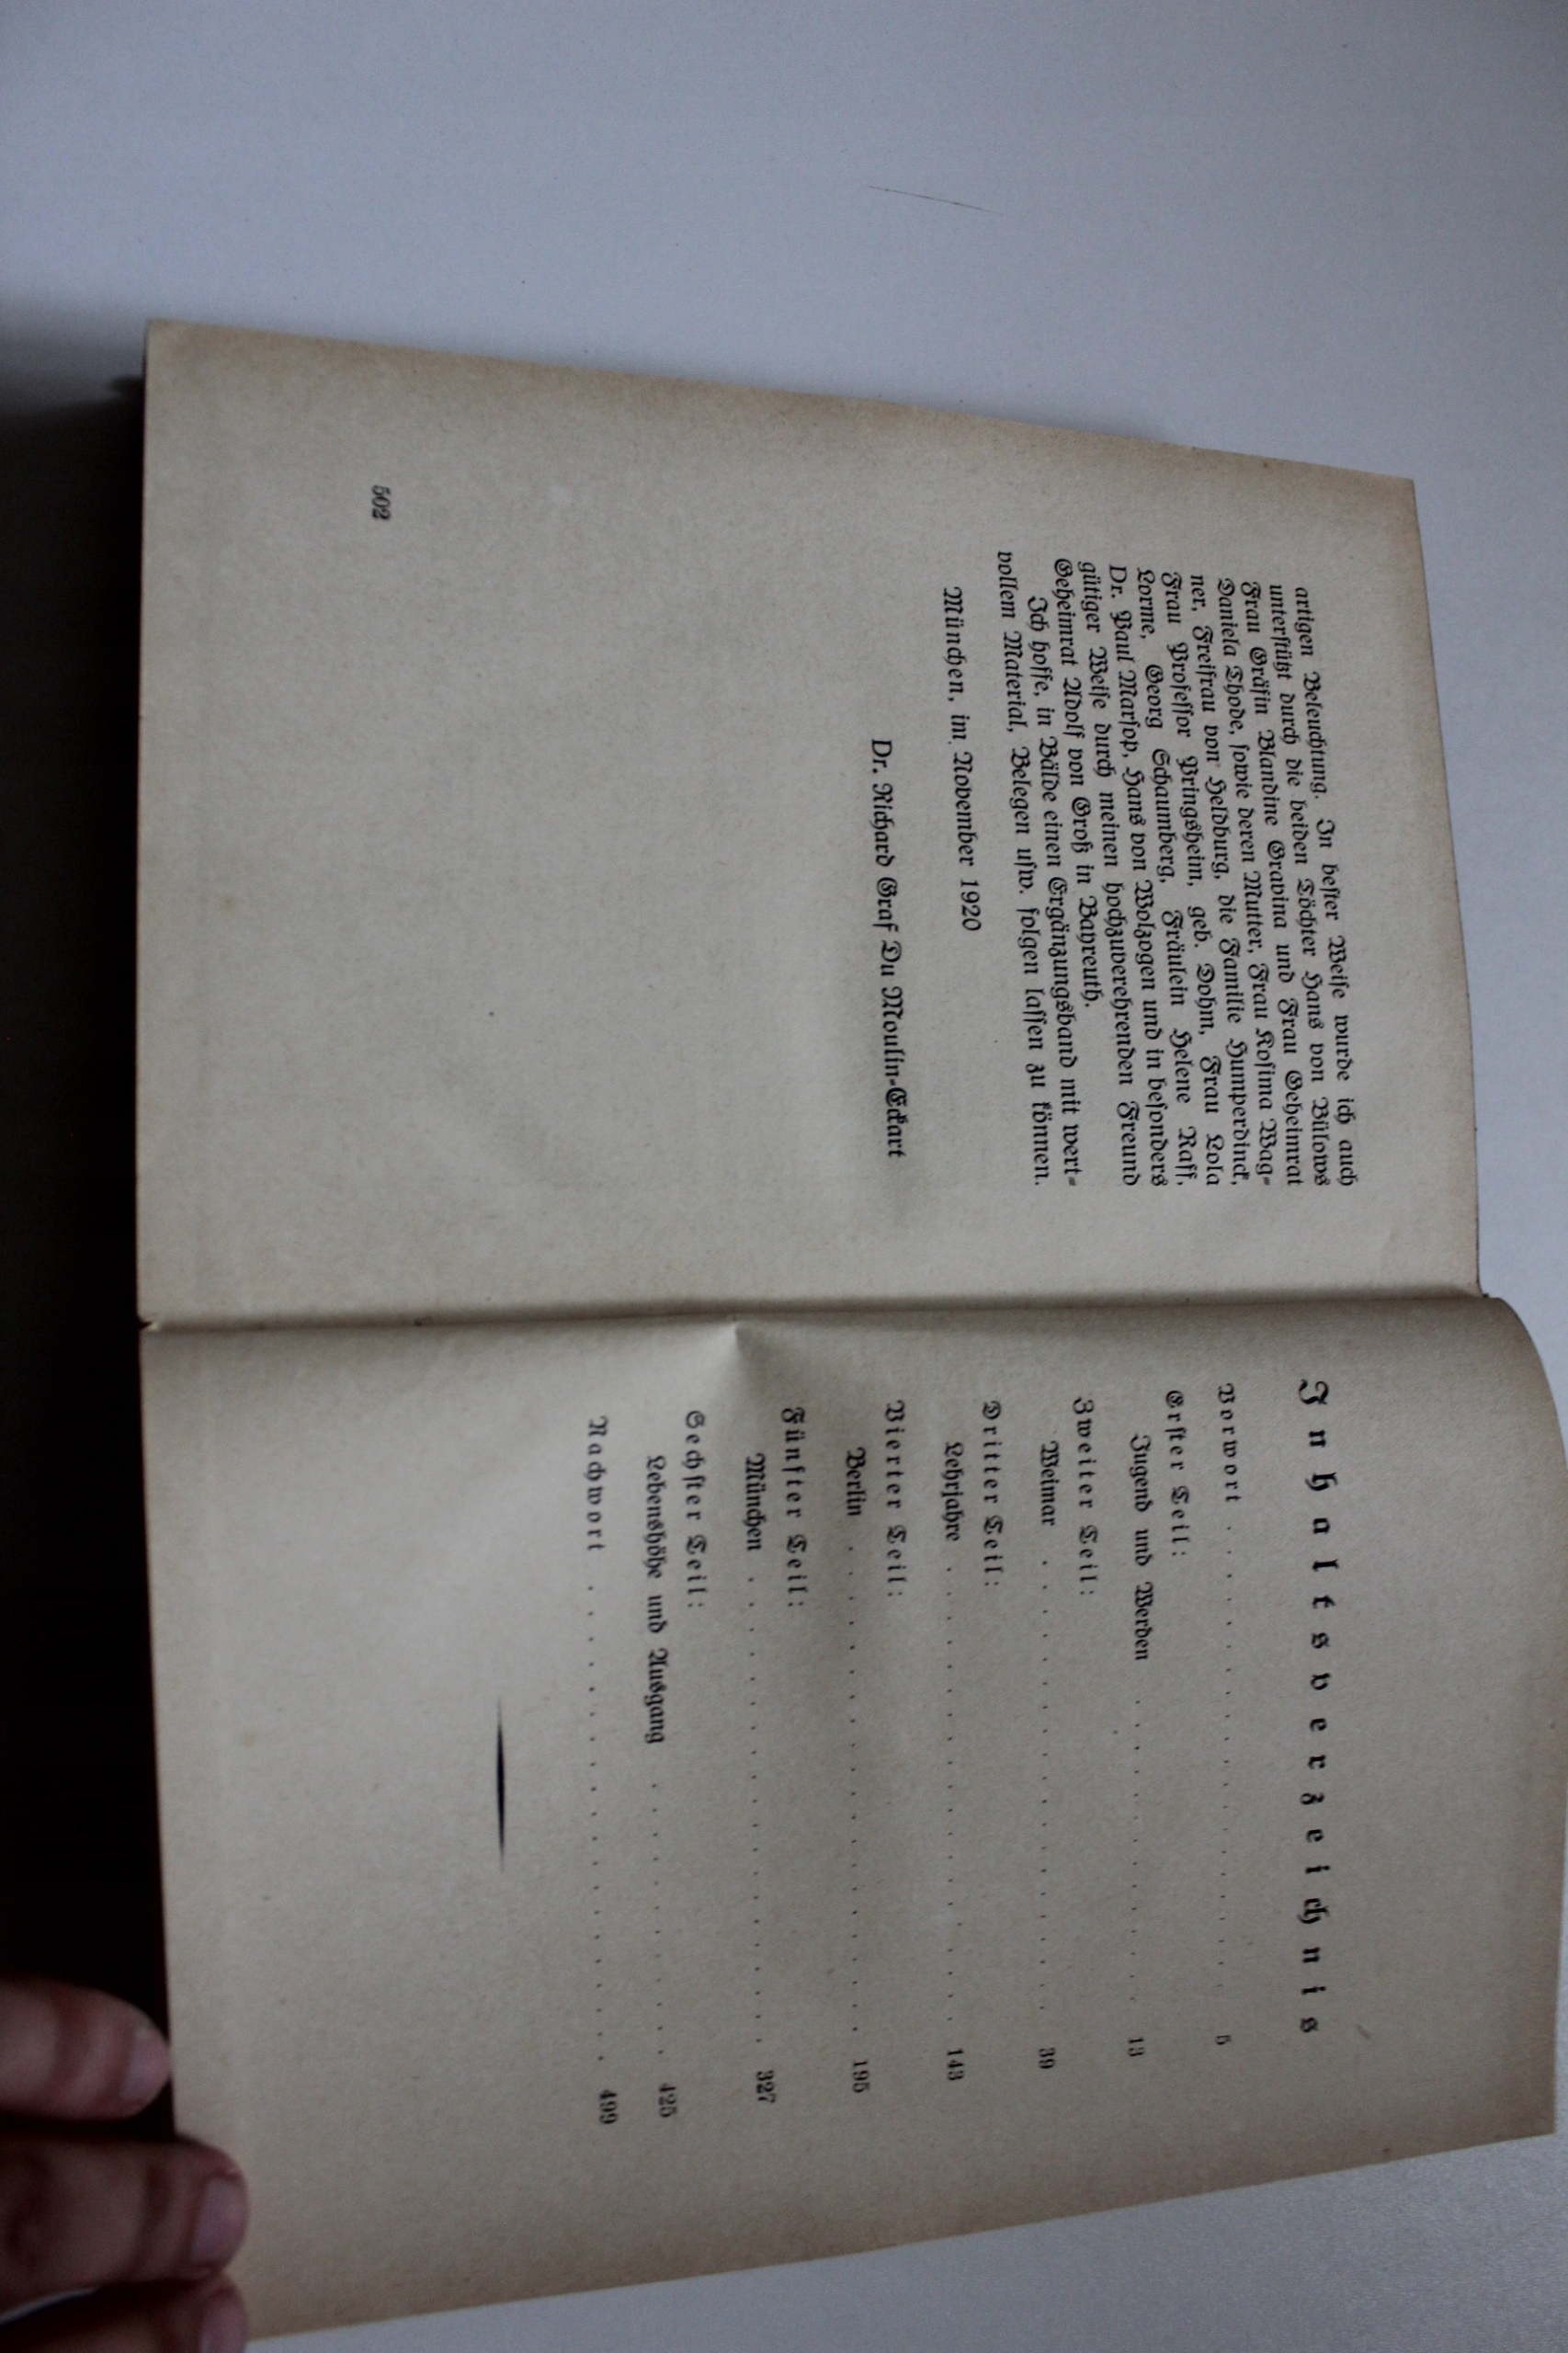 artigen Beleuchtung. In bester Weise wurde ich auch
unterstützt durch die beiden Töchter Hans von Bülows
Frau Gräfin Blandine Gravina und Frau Geheimrat
Daniela Thode, sowie deren Mutter, Frau Kosima Wag-
ner, Freifrau von Heldburg, die Familie Humperdinck,
Frau Professor Pringsheim, geb. Dohm, Frau Lola
Lorme, Georg Schaumberg, Fräulein Helene Raff,
Dr. Paul Marsop, Hans von Wolzogen und in besonders
gütiger Weise durch meinen hochzuverehrenden Freund
Geheimrat Adolf von Groß in Bayreuth.
Ich hoffe, in Bälde einen Ergänzungsband mit wert-
vollem Material, Belegen usw. folgen lassen zu können.
München, im November 1920
Dr. Richard Graf Du Moulin-Eckart
502
Inhaltsverzeichnis
Vorwort . . . . . . . . . . . . 5
Erster Teil:
Jugend und Werden . . . . . . . . . 13
Zweiter Teil:
Weimar . . . . . . . . . . . . 39
Dritter Teil:
Lehrjahre . . . . . . . . . . . . 143
Vierter Teil:
Berlin . . . . . . . . . . . . . 195
Fünfter Teil:
München . . . . . . . . . . . . 327
Sechster Teil:
Lebenshöhe und Ausgang . . . . . . . . 425
Nachwort . . . . . . . . . . . . 499